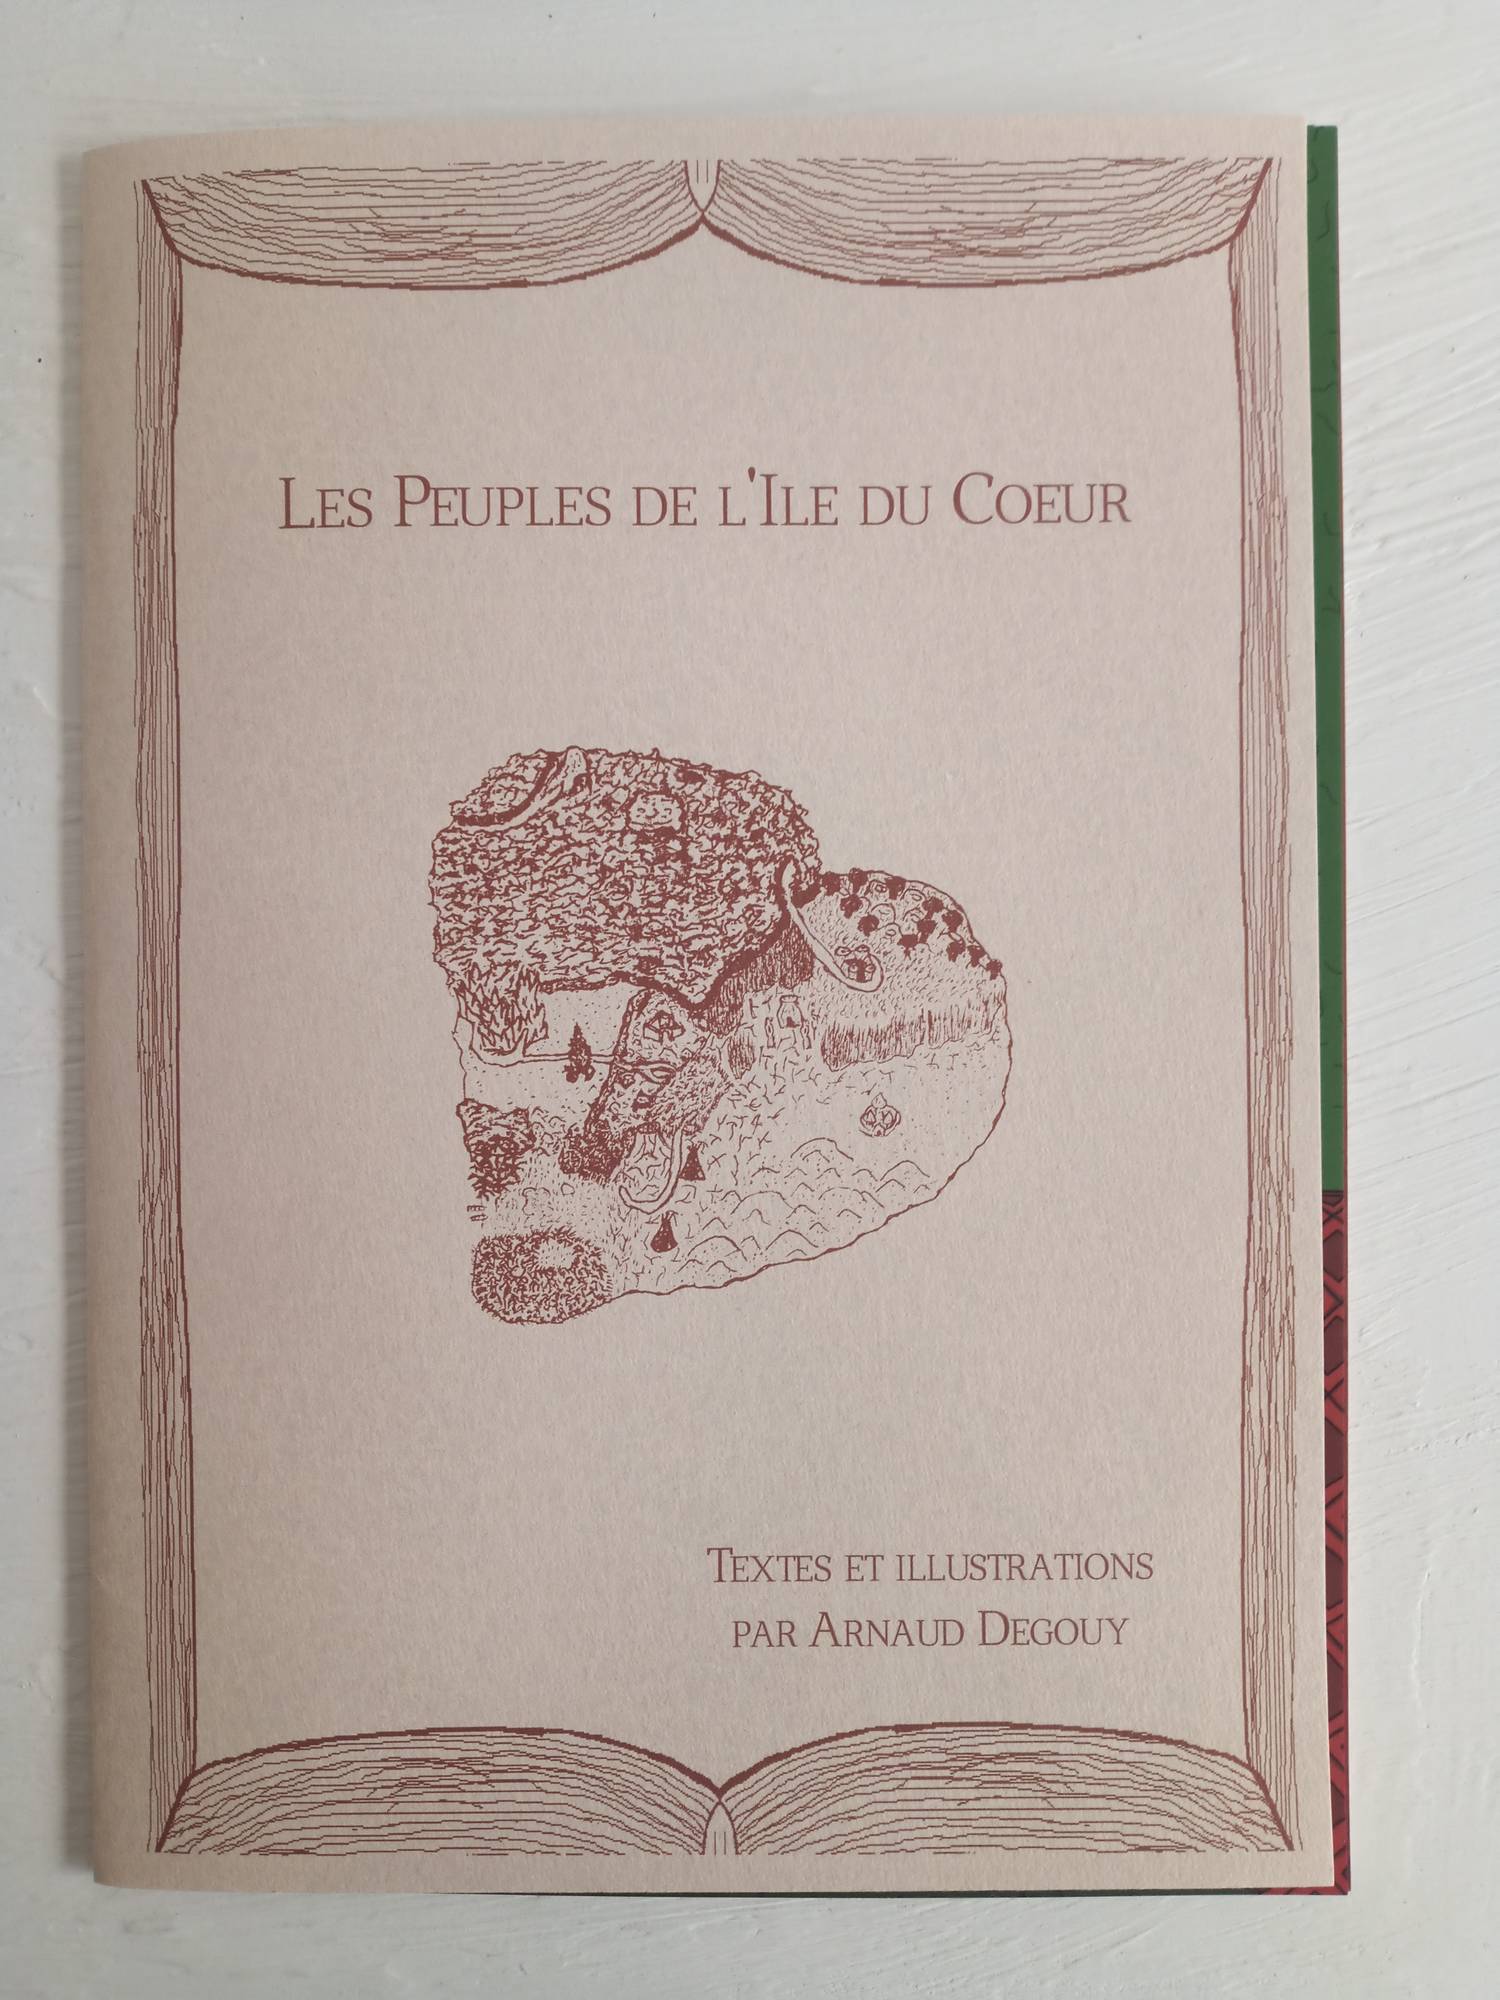 Les Peuples de l'Ile du Coeur
Textes et illustrations
par Arnaud Degouy